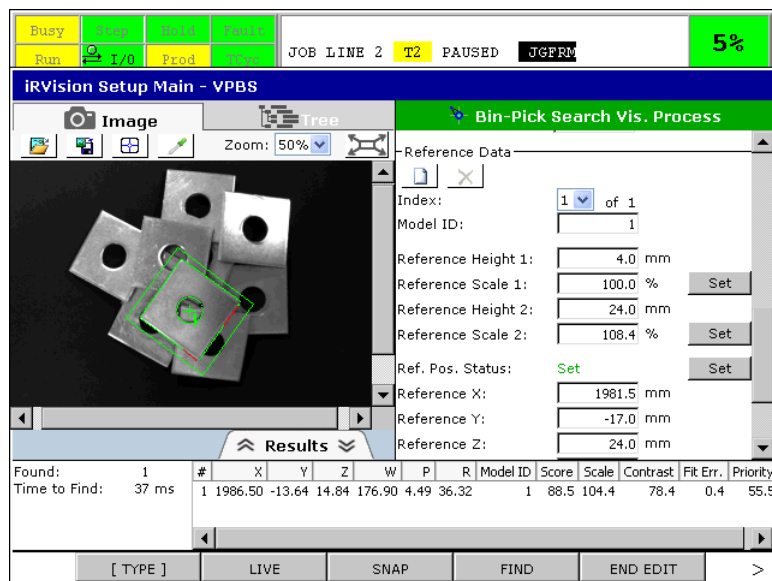 Busy Step Hold Fault
Run I/O Prod TCyc
JOB LINE 2 T2 PAUSED JGFRM
5%
iRVision Setup Main - VPBS
Image Tree
Bin-Pick Search Vis. Process
Zoom: 50%
Reference Data
Index: 1 of 1
Model ID: 1
Reference Height 1: 4.0 mm
Reference Scale 1: 100.0 % Set
Reference Height 2: 24.0 mm
Reference Scale 2: 108.4 % Set
Ref. Pos. Status: Set Set
Reference X: 1981.5 mm
Reference Y: -17.0 mm
Reference Z: 24.0 mm
Results
Found: 1
Time to Find: 37 ms
# X Y Z W P R Model ID Score Scale Contrast Fit Err. Priority
1 1986.50 -13.64 14.84 176.90 4.49 36.32 1 88.5 104.4 78.4 0.4 55.5
[ TYPE ] LIVE SNAP FIND END EDIT >